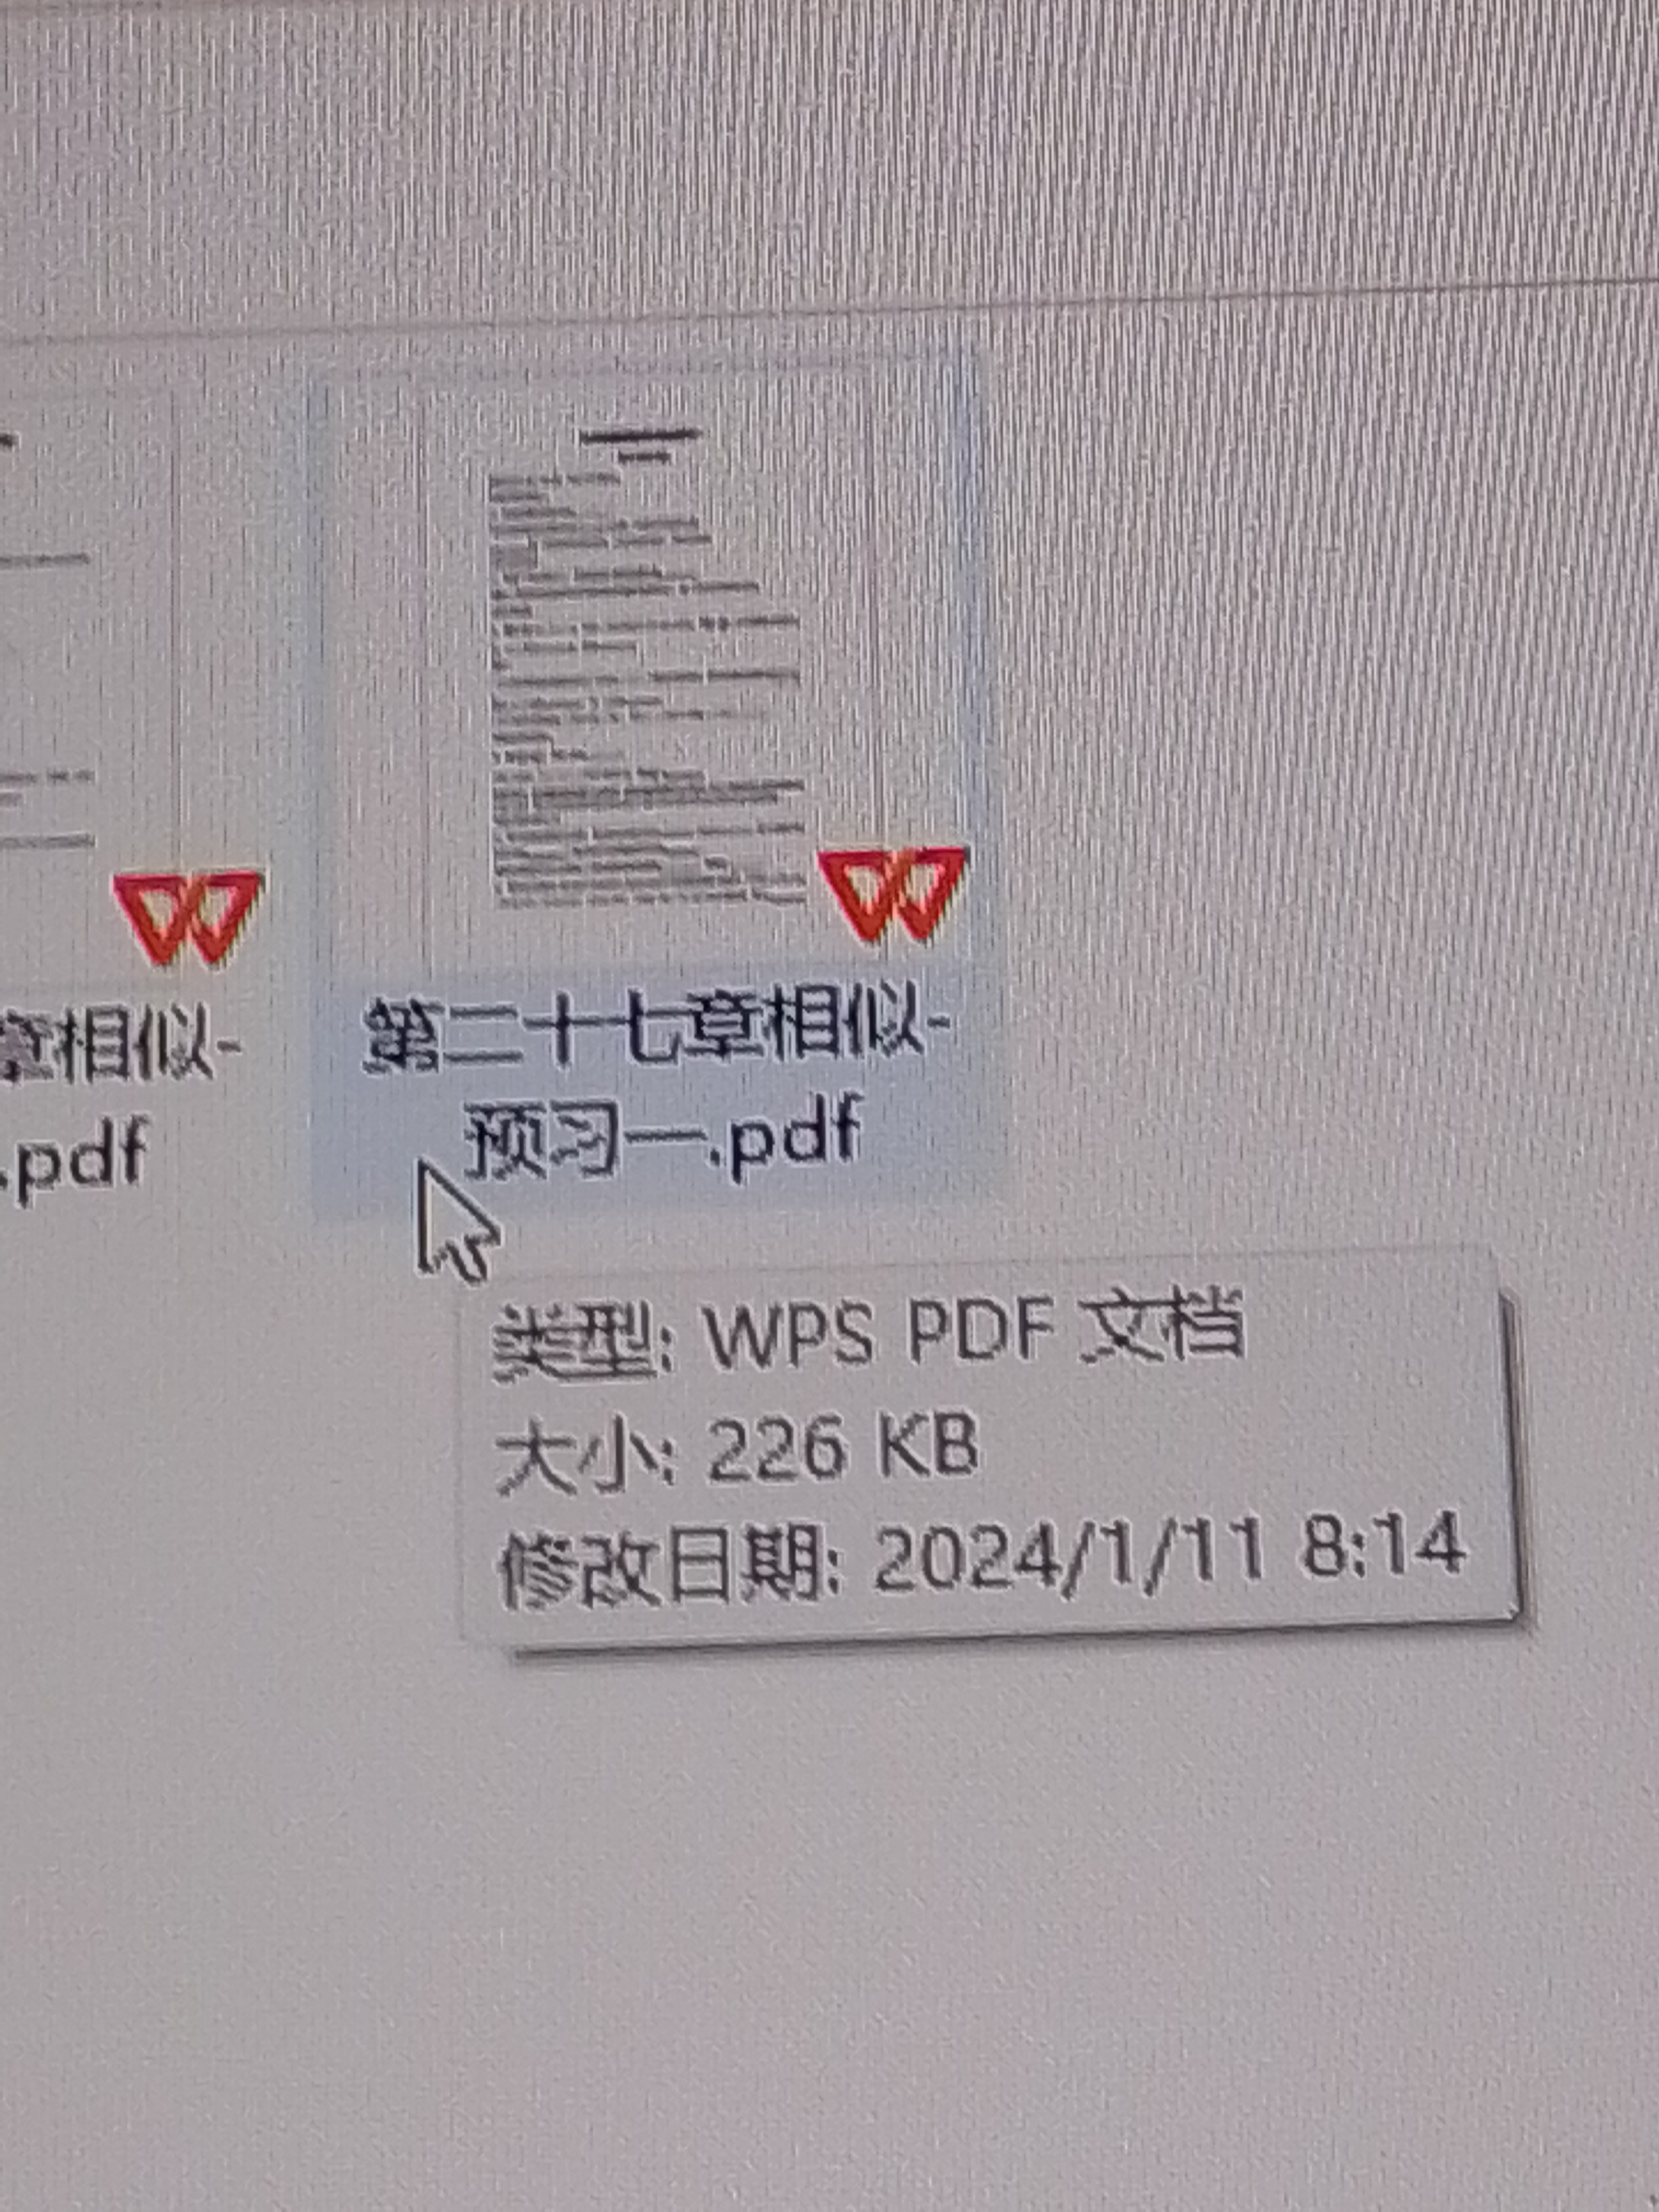 章相似-
.pdf
第二十七章相似-
预习一.pdf
类型: WPS PDF 文档
大小: 226 KB
修改日期: 2024/1/11 8:14